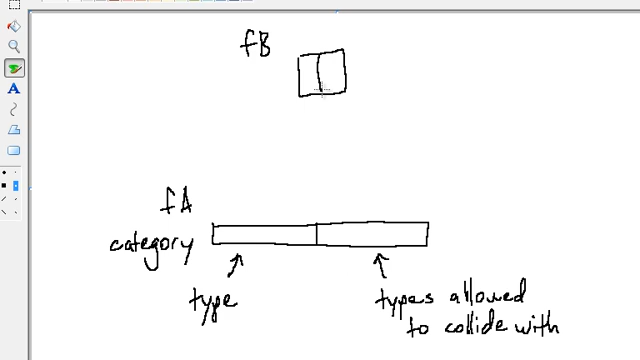 fB
fA
category
type
types allowed
to collide with